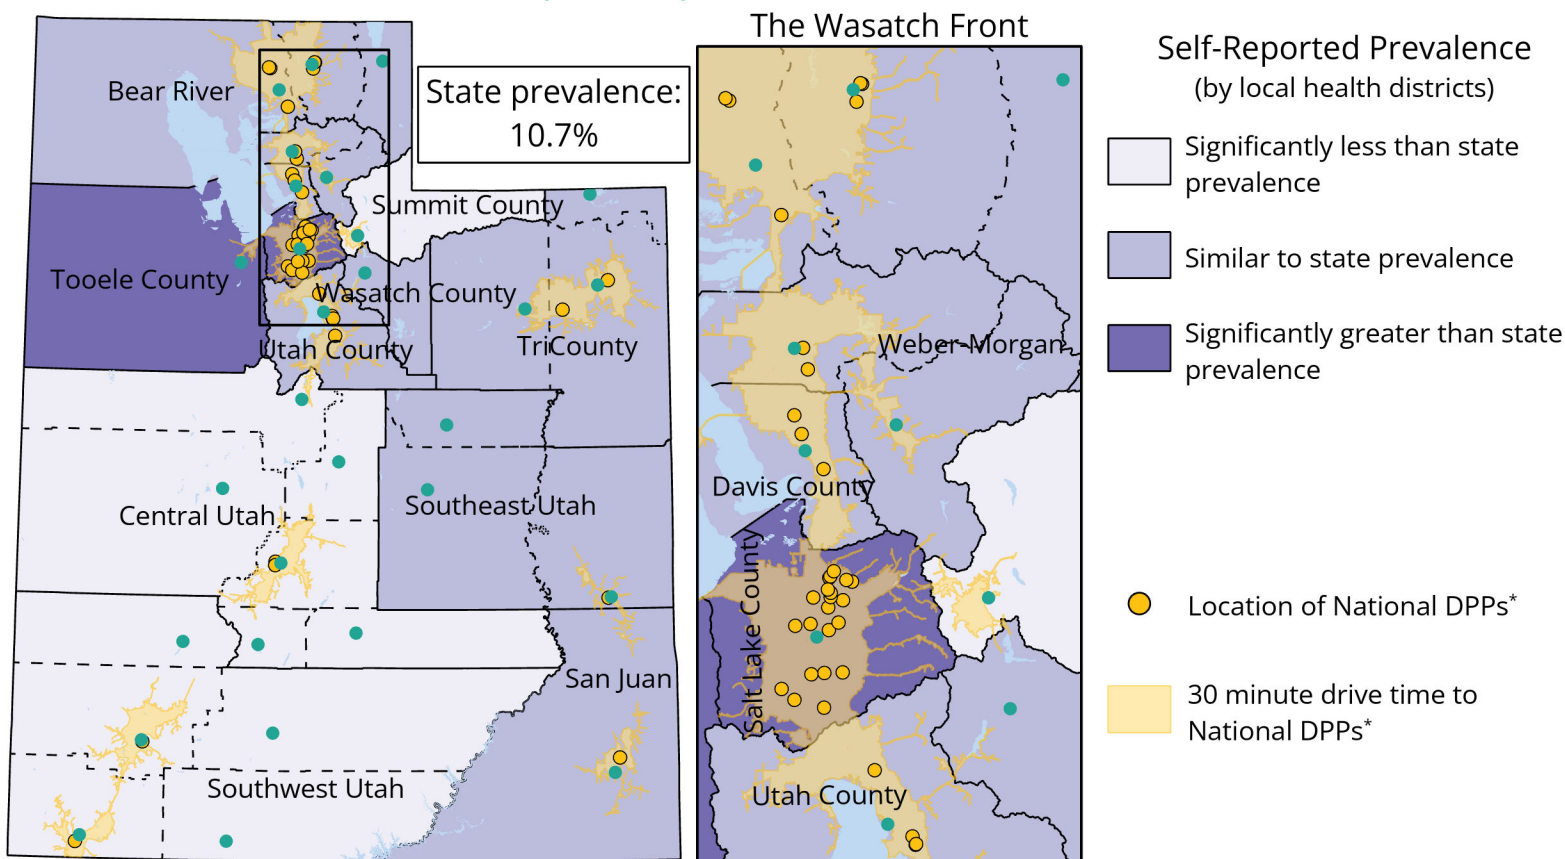 The Wasatch Front
Self-Reported Prevalence
(by local health districts)
State prevalence:
10.7%
Bear River
Summit County
Tooele County
Wasatch County
Utah County
TriCounty
Central Utah
Southeast Utah
San Juan
Southwest Utah
Weber-Morgan
Davis County
Salt Lake County
Utah County
Significantly less than state
prevalence
Similar to state prevalence
Significantly greater than state
prevalence
Location of National DPPs*
30 minute drive time to
National DPPs*